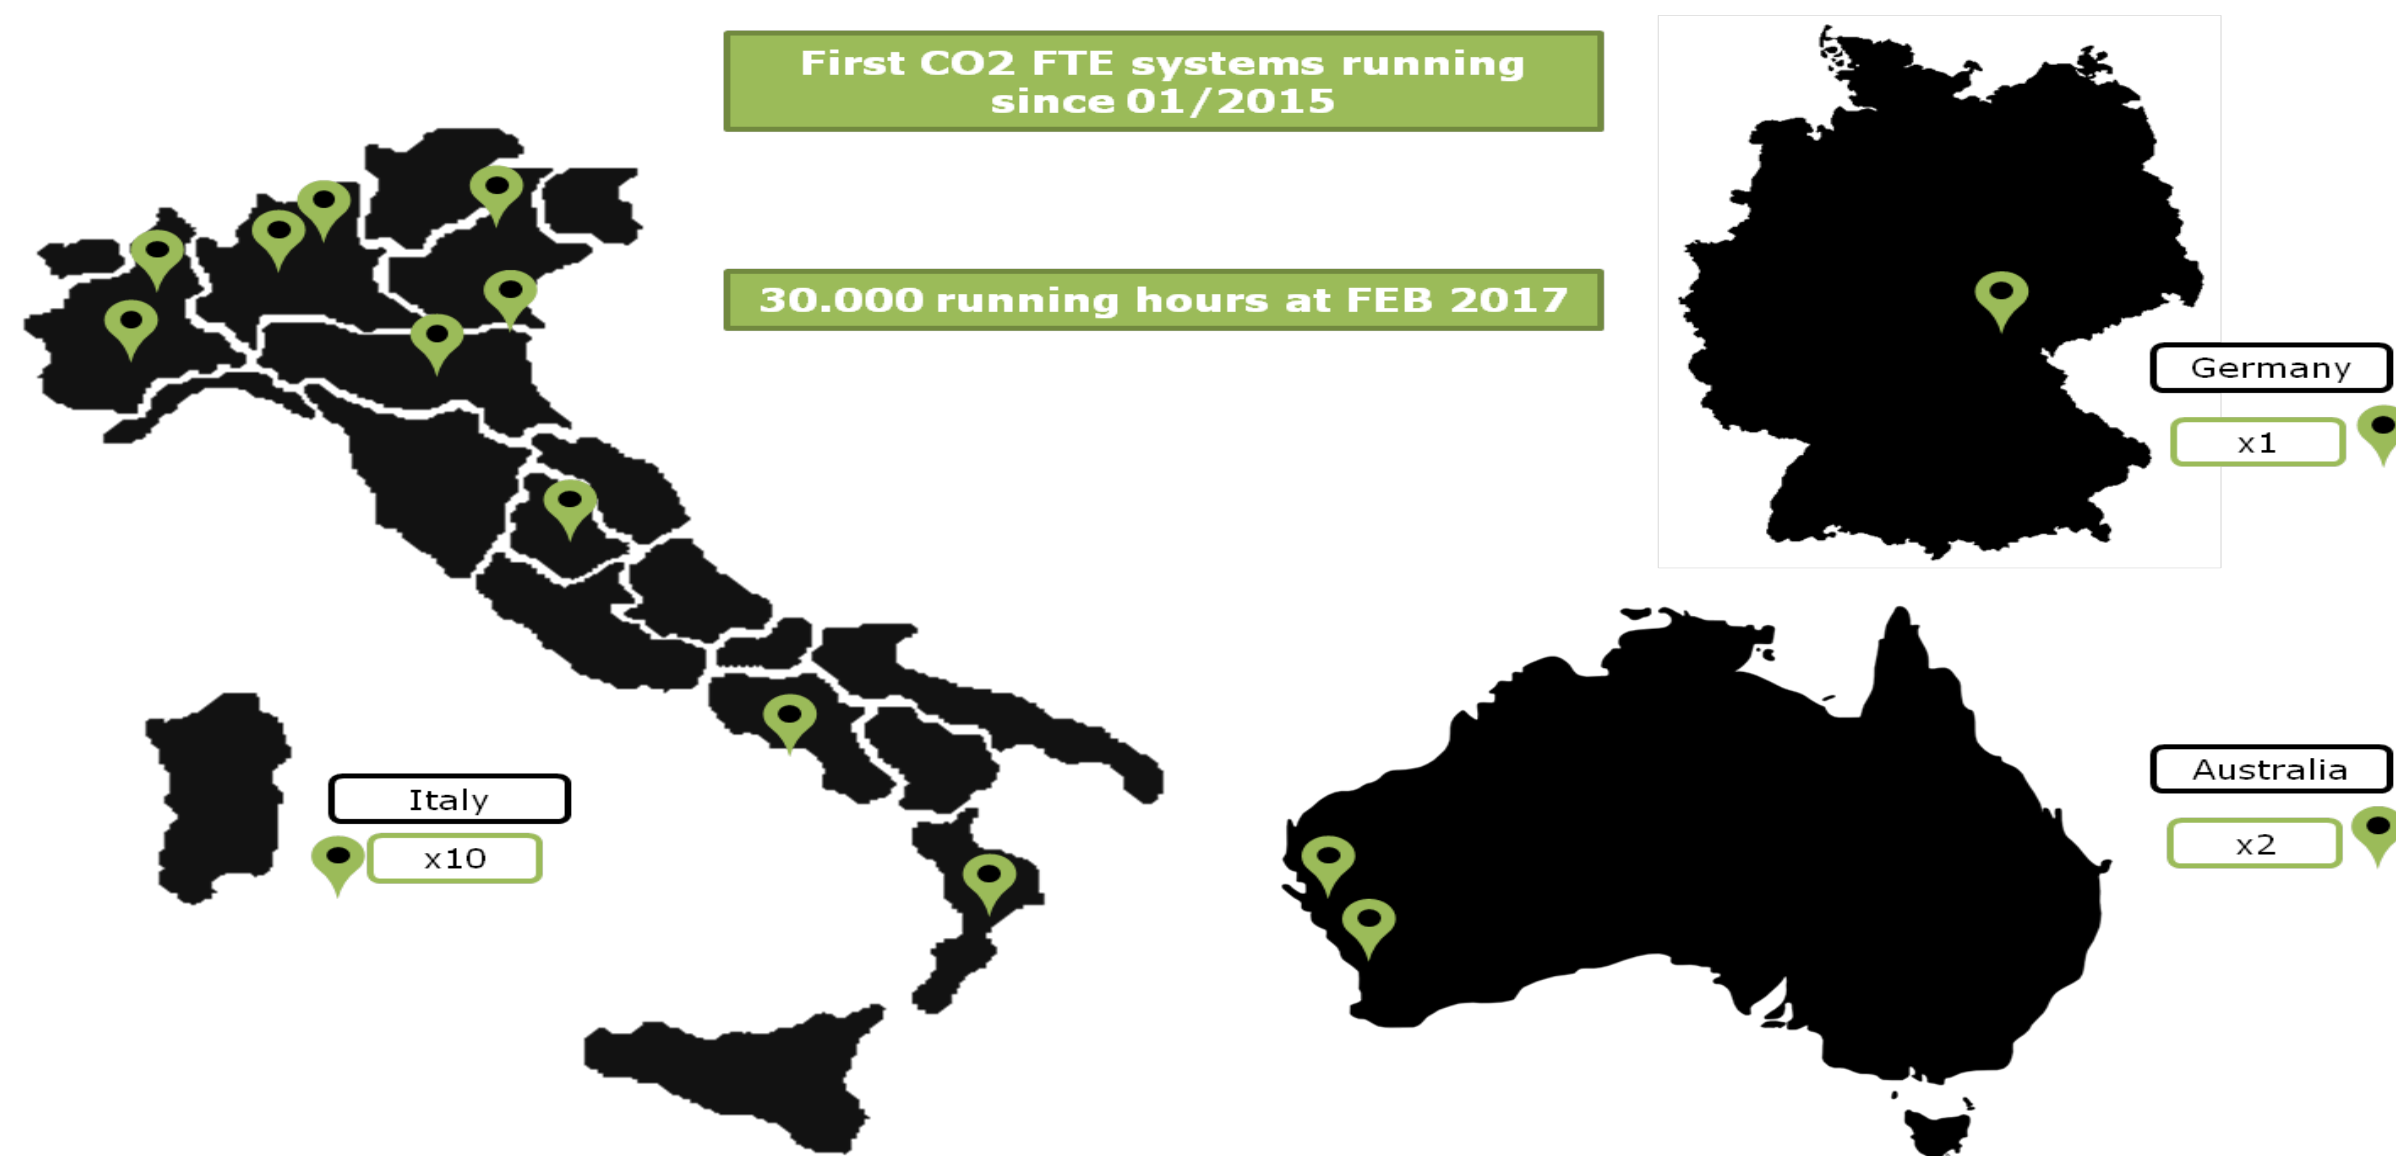 First CO2 FTE systems running
since 01/2015
30.000 running hours at FEB 2017
Germany
x1
Italy
x10
Australia
x2